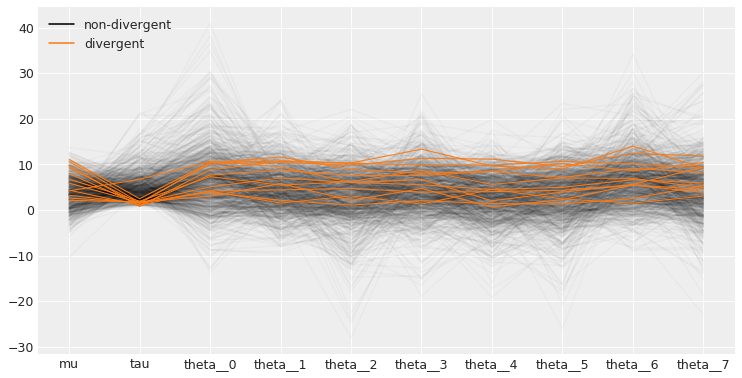 non-divergent
divergent
40
30
20
10
0
−10
−20
−30
mu tau theta__0 theta__1 theta__2 theta__3 theta__4 theta__5 theta__6 theta__7